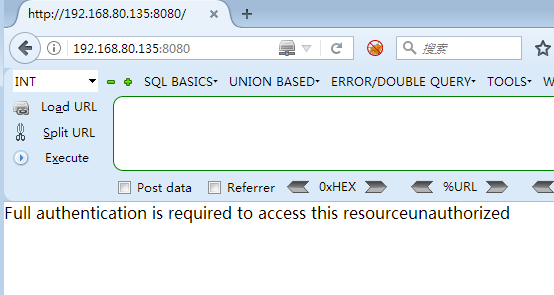 http://192.168.80.135:8080/
192.168.80.135:8080
搜索
INT
SQL BASICS
UNION BASED
ERROR/DOUBLE QUERY
TOOLS
W
Load URL
Split URL
Execute
Post data
Referrer
0xHEX
%URL
Full authentication is required to access this resourceunauthorized